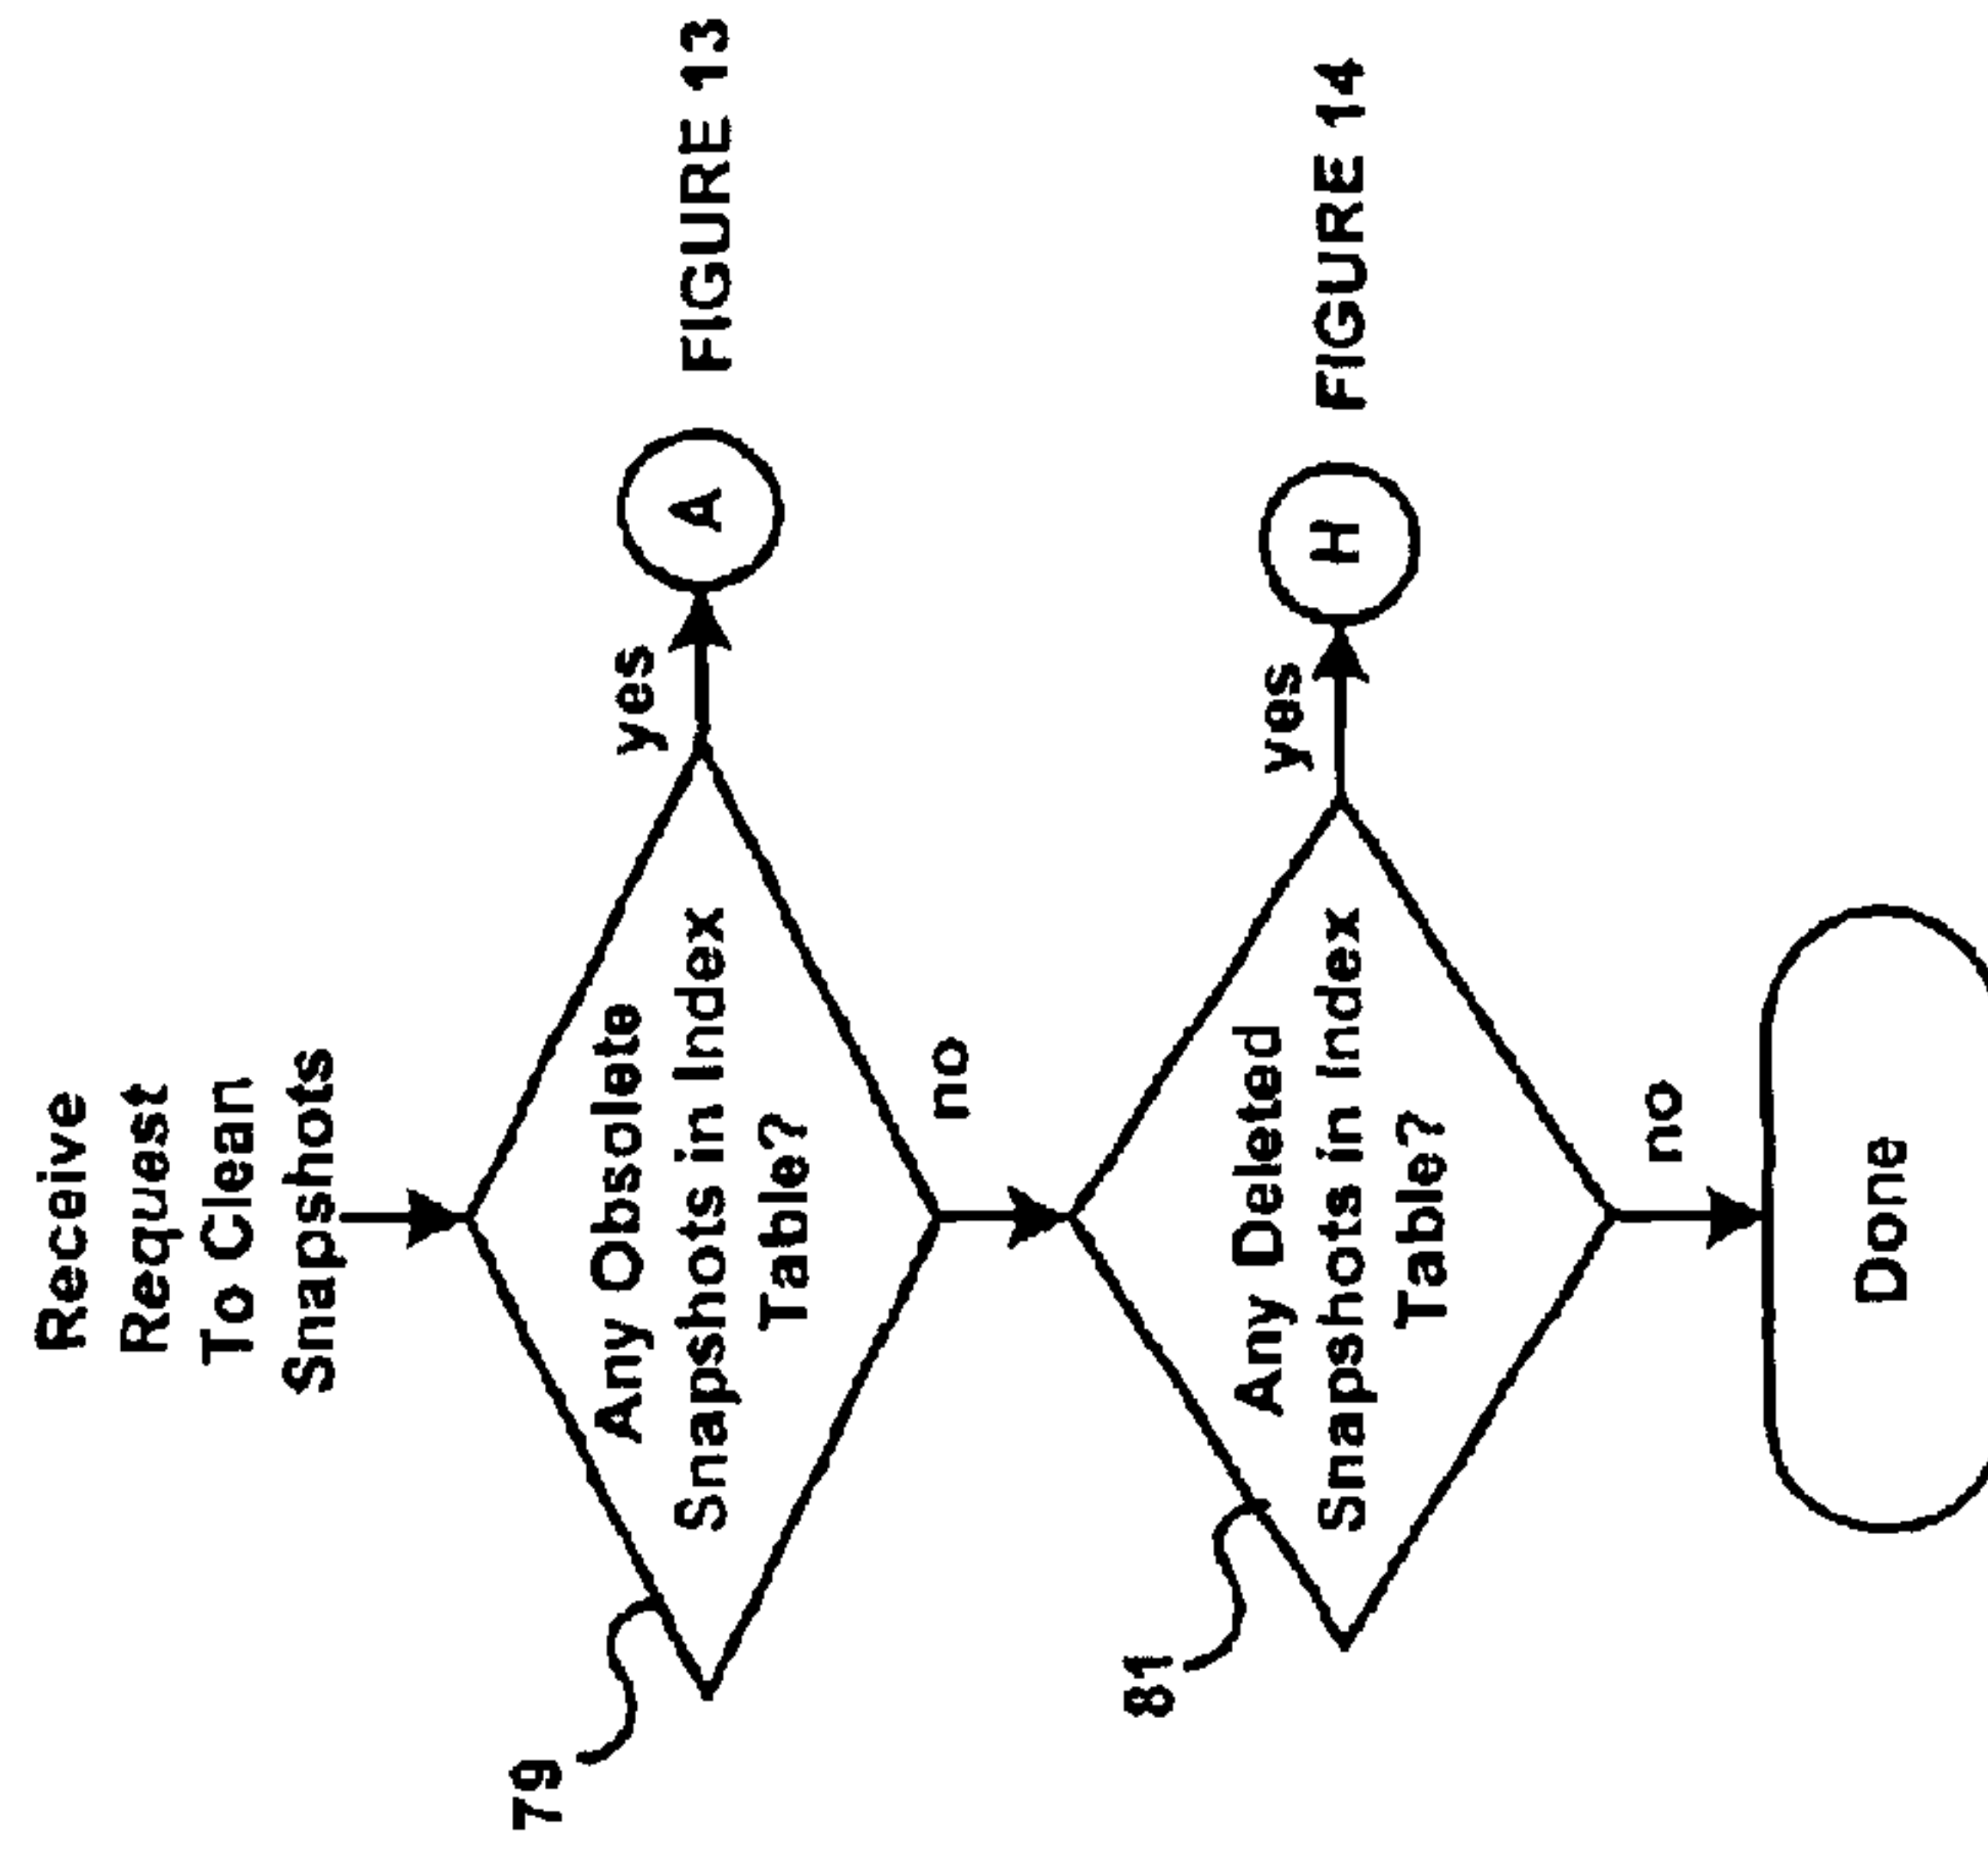 Receive
Request
To Clean
Snapshots
79
Any Obsolete
Snapshots in Index
Table?
yes
A
FIGURE 13
no
81
Any Deleted
Snapshots in Index
Table?
yes
H
FIGURE 14
no
Done